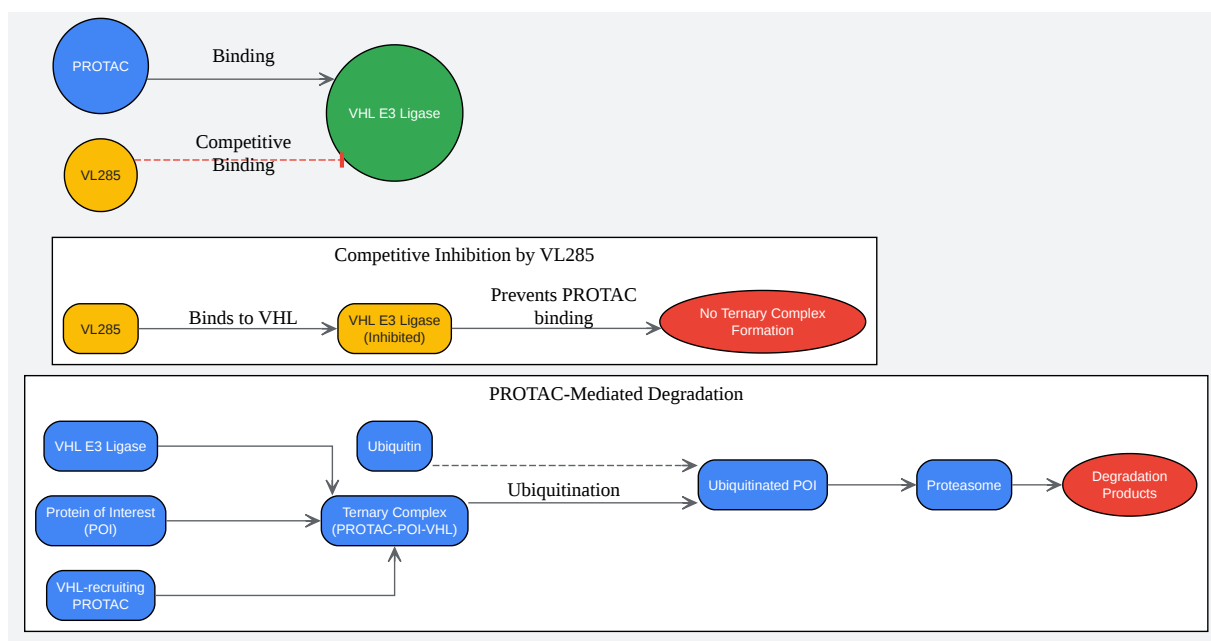 PROTAC
Binding
VHL E3 Ligase
VL285
Competitive
Binding
Competitive Inhibition by VL285
VL285
Binds to VHL
VHL E3 Ligase
(Inhibited)
Prevents PROTAC
binding
No Ternary Complex
Formation
PROTAC-Mediated Degradation
VHL E3 Ligase
Protein of Interest
(POI)
VHL-recruiting
PROTAC
Ubiquitin
Ternary Complex
(PROTAC-POI-VHL)
Ubiquitination
Ubiquitinated POI
Proteasome
Degradation
Products